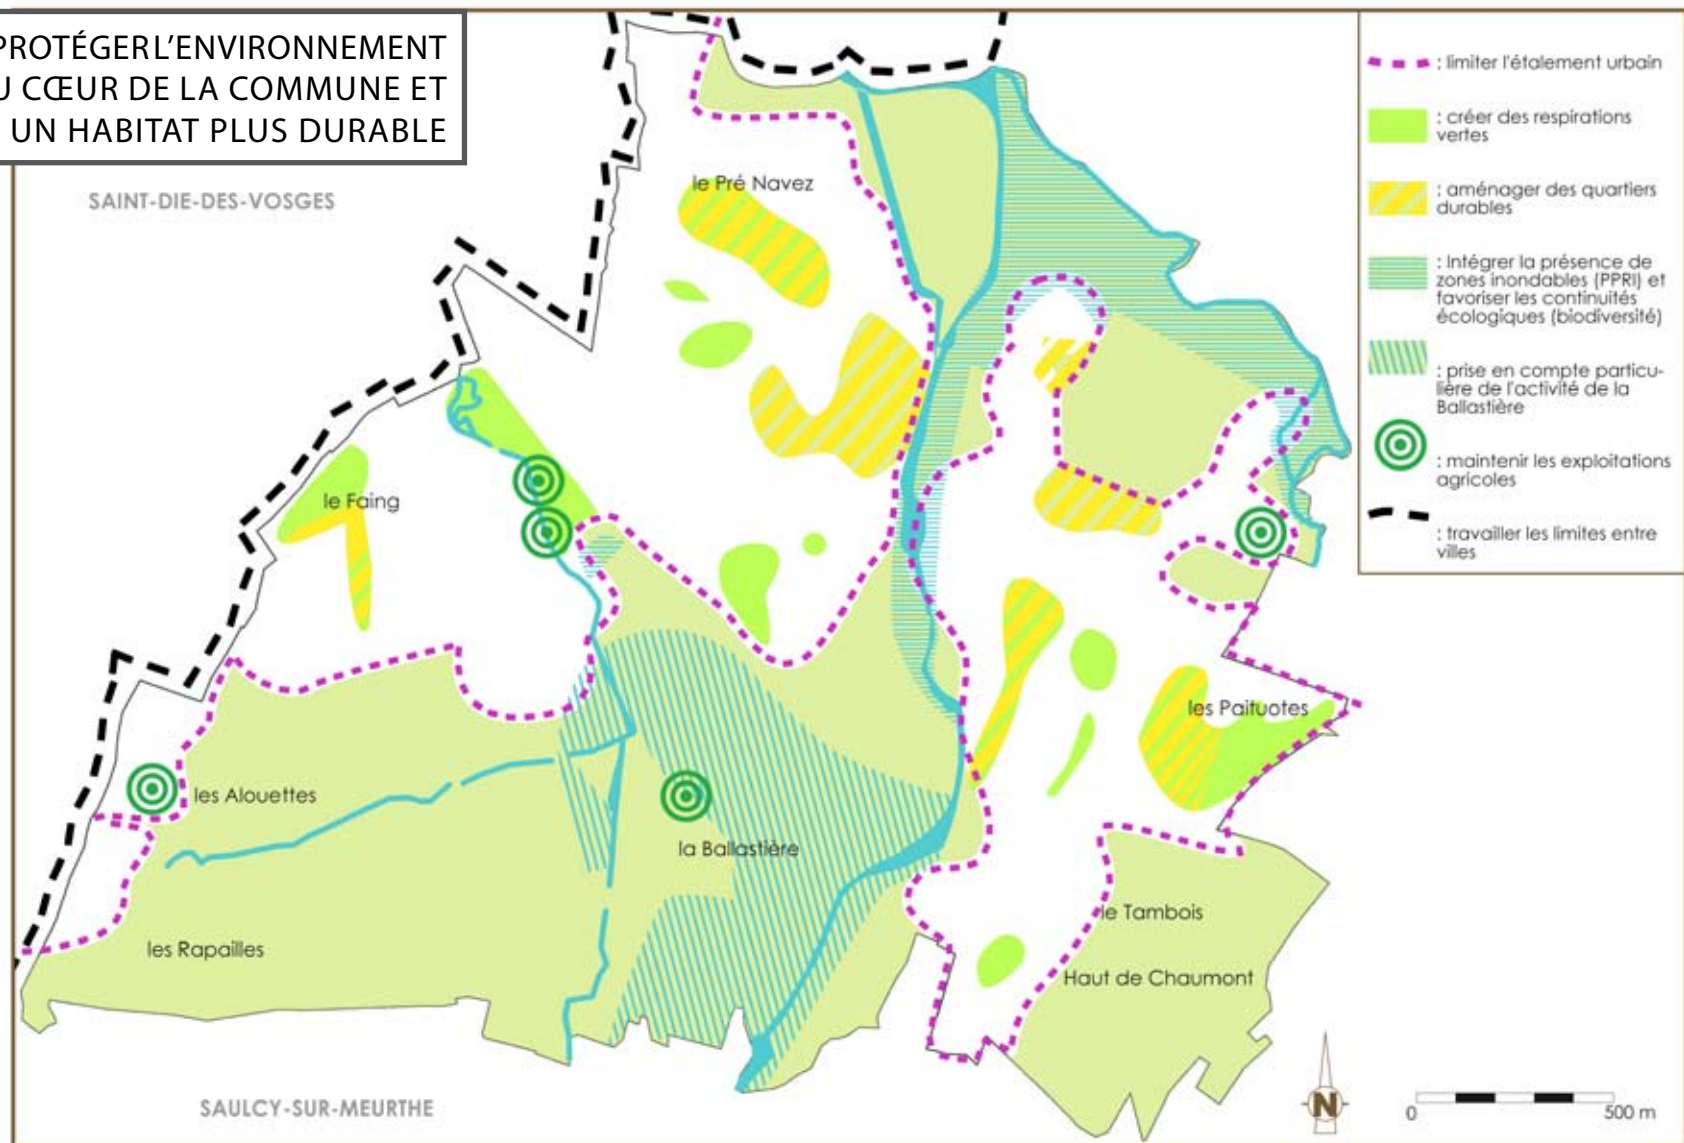 PROTÉGER L'ENVIRONNEMENT
U CŒUR DE LA COMMUNE ET
UN HABITAT PLUS DURABLE
SAINT-DIE-DES-VOSGES
le Pré Navez
le Faing
les Paituotes
les Alouettes
la Ballastière
le Tambois
les Rapailles
Haut de Chaumont
SAULCY-SUR-MEURTHE
: limiter l'étalement urbain
: créer des respirations
vertes
: aménager des quartiers
durables
: Intégrer la présence de
zones inondables (PPRI) et
favoriser les continuités
écologiques (biodiversité)
: prise en compte particu-
lière de l'activité de la
Ballastière
: maintenir les exploitations
agricoles
: travailler les limites entre
villes
N
0 500 m